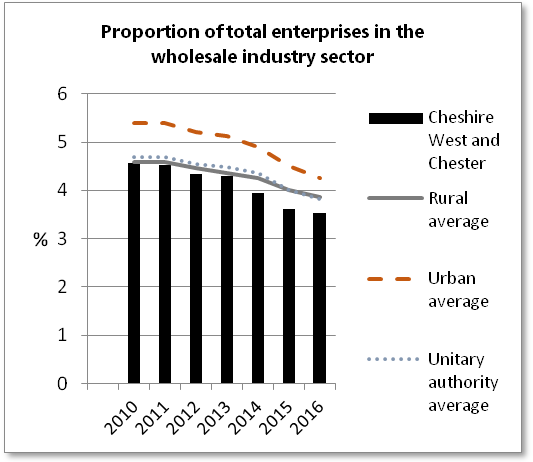 Proportion of total enterprises in the
wholesale industry sector
6
5
4
3
2
1
0
%
2010
2011
2012
2013
2014
2015
2016
Cheshire
West and
Chester
Rural
average
Urban
average
Unitary
authority
average